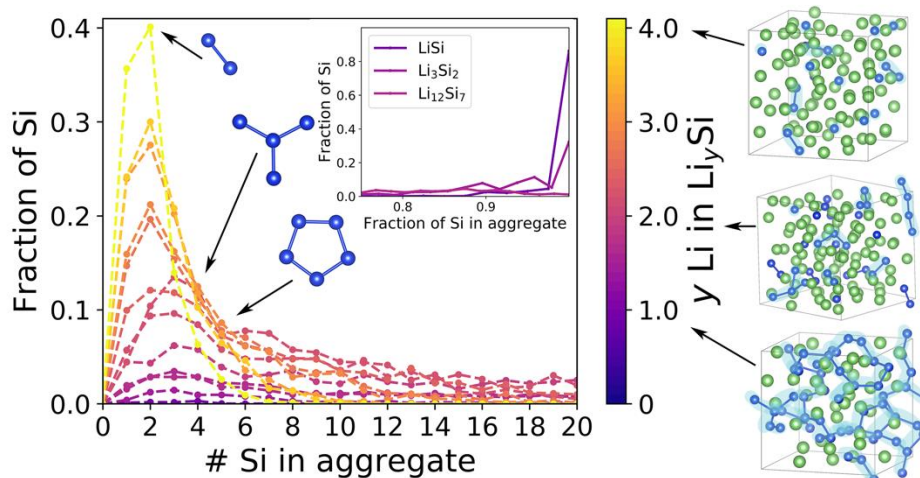 Fraction of Si
0.4
0.3
0.2
0.1
0.0
0 2 4 6 8 10 12 14 16 18 20
# Si in aggregate
Fraction of Si
0.8
0.6
0.4
0.2
0.0
0.8 0.9
Fraction of Si in aggregate
LiSi
Li₃Si₂
Li₁₂Si₇
4.0
3.0
2.0
1.0
0
y Li in LiᵧSi